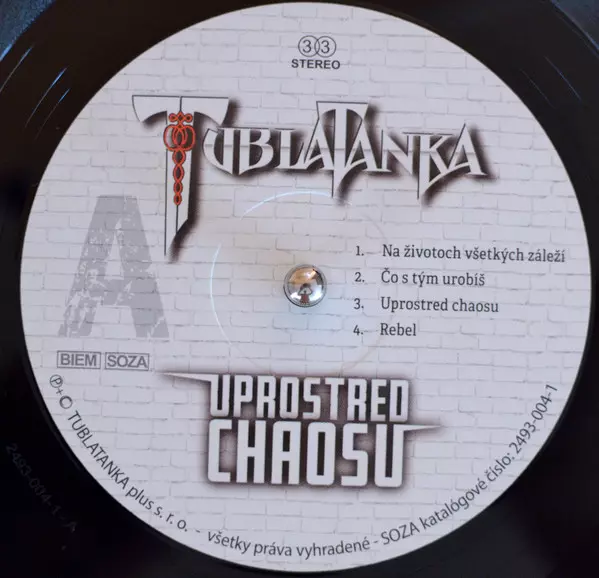 33
STEREO
TUBLATANKA
A
1. Na životoch všetkých záleží
2. Čo s tým urobíš
3. Uprostred chaosu
4. Rebel
BIEM SOZA
UPROSTRED
CHAOSU
℗+© TUBLATANKA plus s. r. o. - všetky práva vyhradené - SOZA katalógové číslo: 2493-004-1
2493-004-1 A